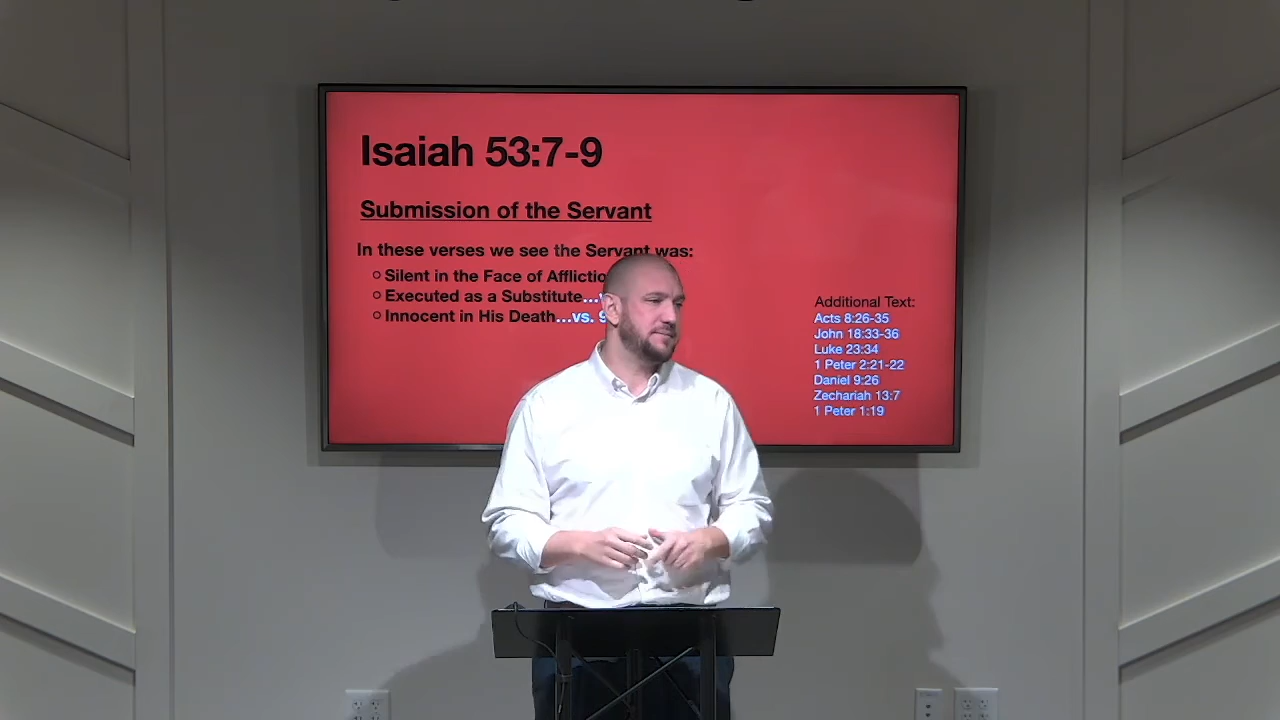 Isaiah 53:7-9
Submission of the Servant
In these verses we see the Servant was:
Silent in the Face of
Executed as a Substitute...
Innocent in His Death...vs. 9
Additional Text:
Acts 8:26-35
John 18:33-36
Luke 23:34
1 Peter 2:21-22
Daniel 9:26
Zechariah 13:7
1 Peter 1:19